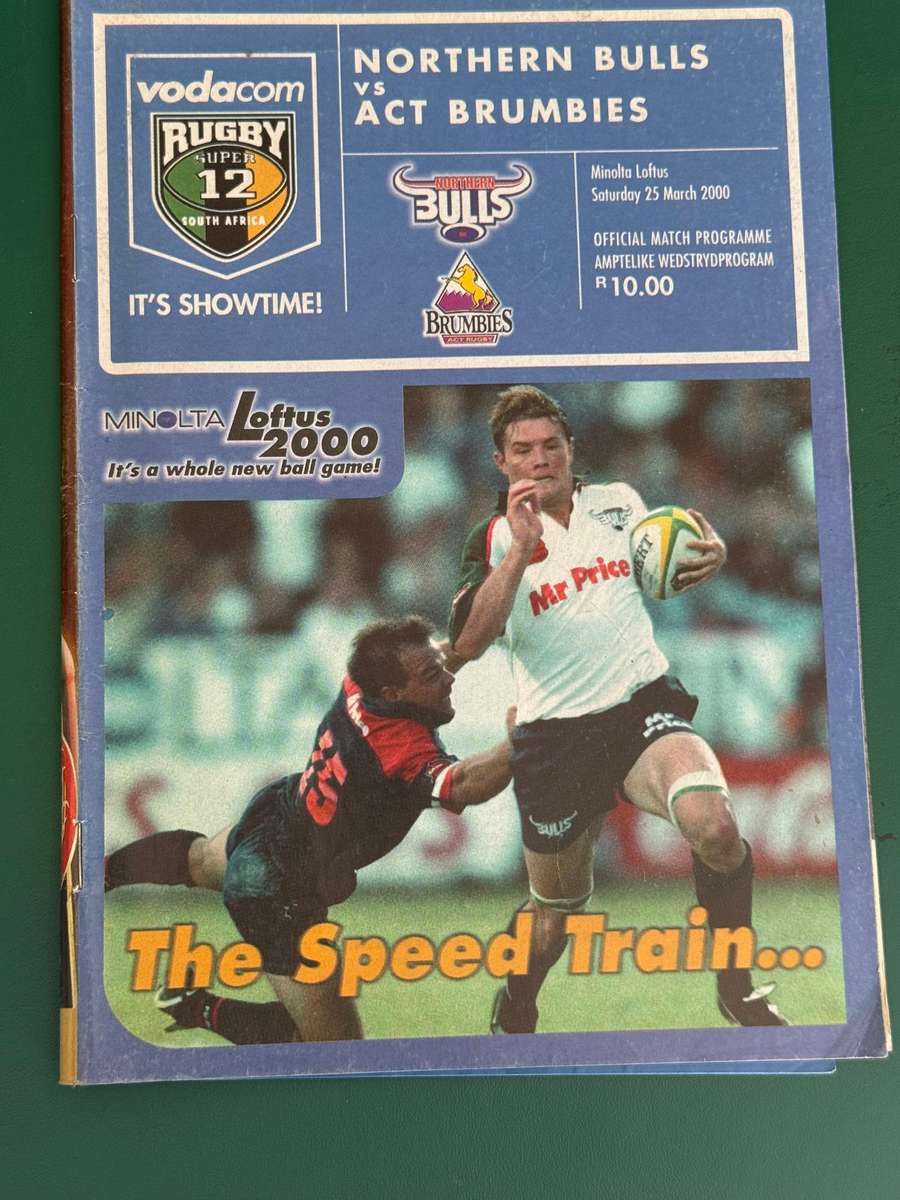 vodacom
RUGBY
SUPER
12
SOUTH AFRICA
IT'S SHOWTIME!
NORTHERN BULLS
VS
ACT BRUMBIES
NORTHERN
BULLS
BRUMBIES
ACT RUGBY
Minolta Loftus
Saturday 25 March 2000
OFFICIAL MATCH PROGRAMME
AMPTELIKE WEDSTRYDPROGRAM
R 10.00
MINOLTA Loftus
2000
It's a whole new ball game!
BULLS
Mr Price
BULLS
The Speed Train...